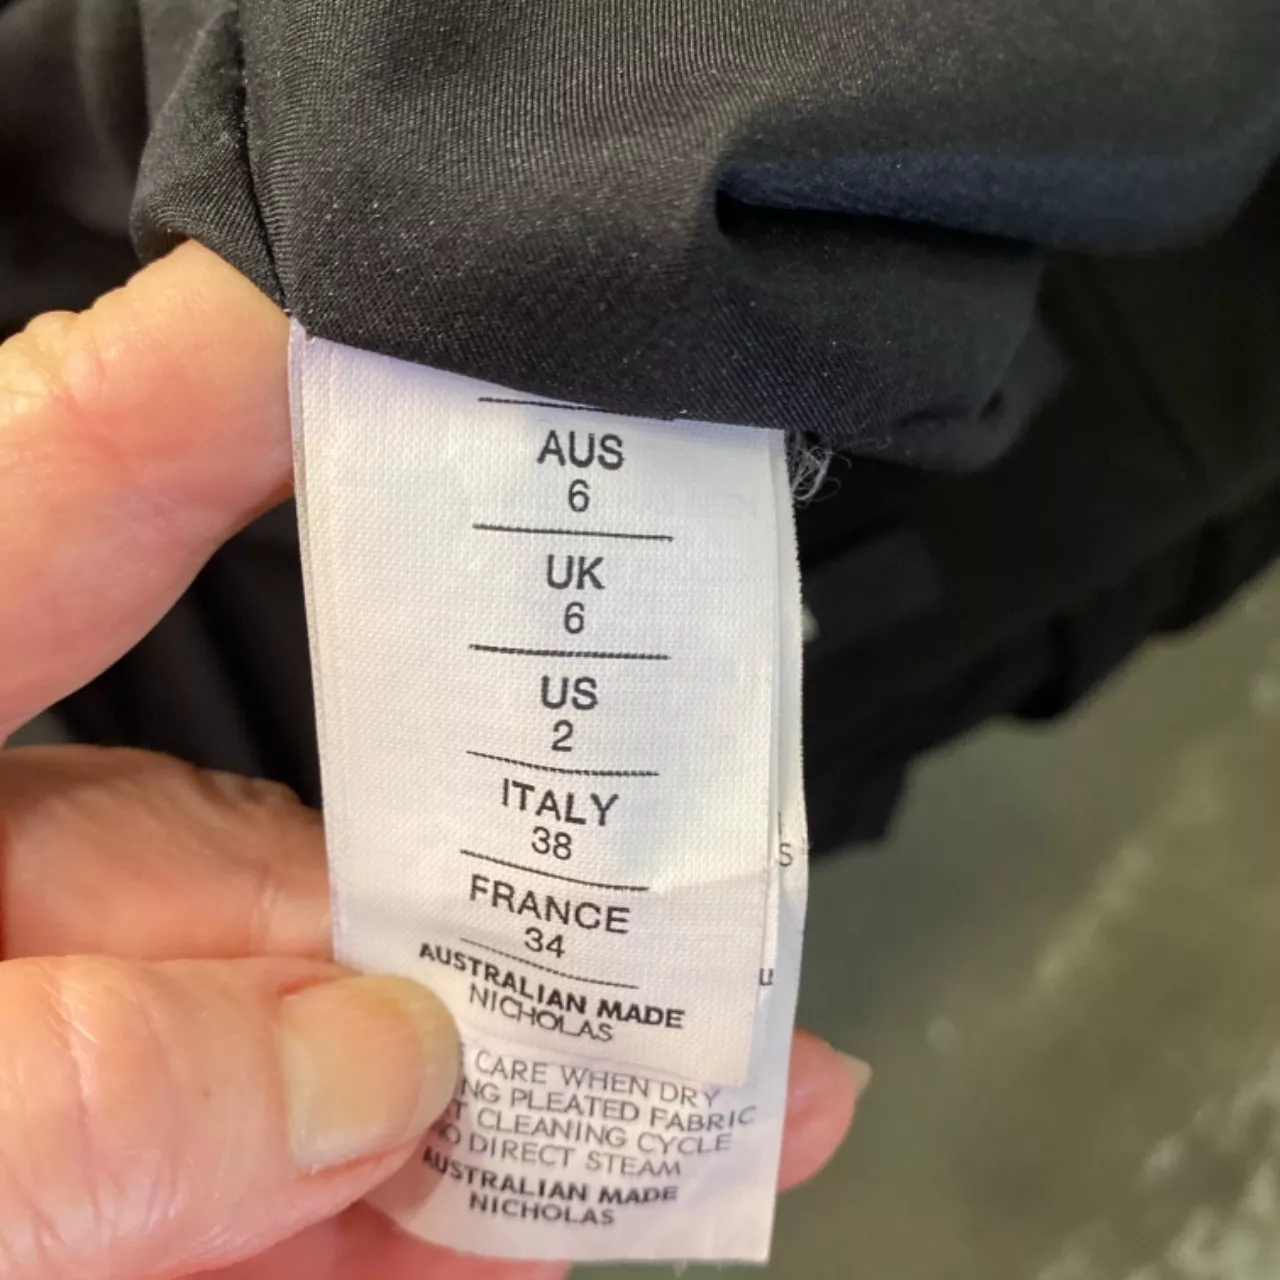 AUS
6
UK
6
US
2
ITALY
38
FRANCE
34
AUSTRALIAN MADE
NICHOLAS
S
CARE WHEN DRY
NG PLEATED FABRIC
T CLEANING CYCLE
O DIRECT STEAM
AUSTRALIAN MADE
NICHOLAS